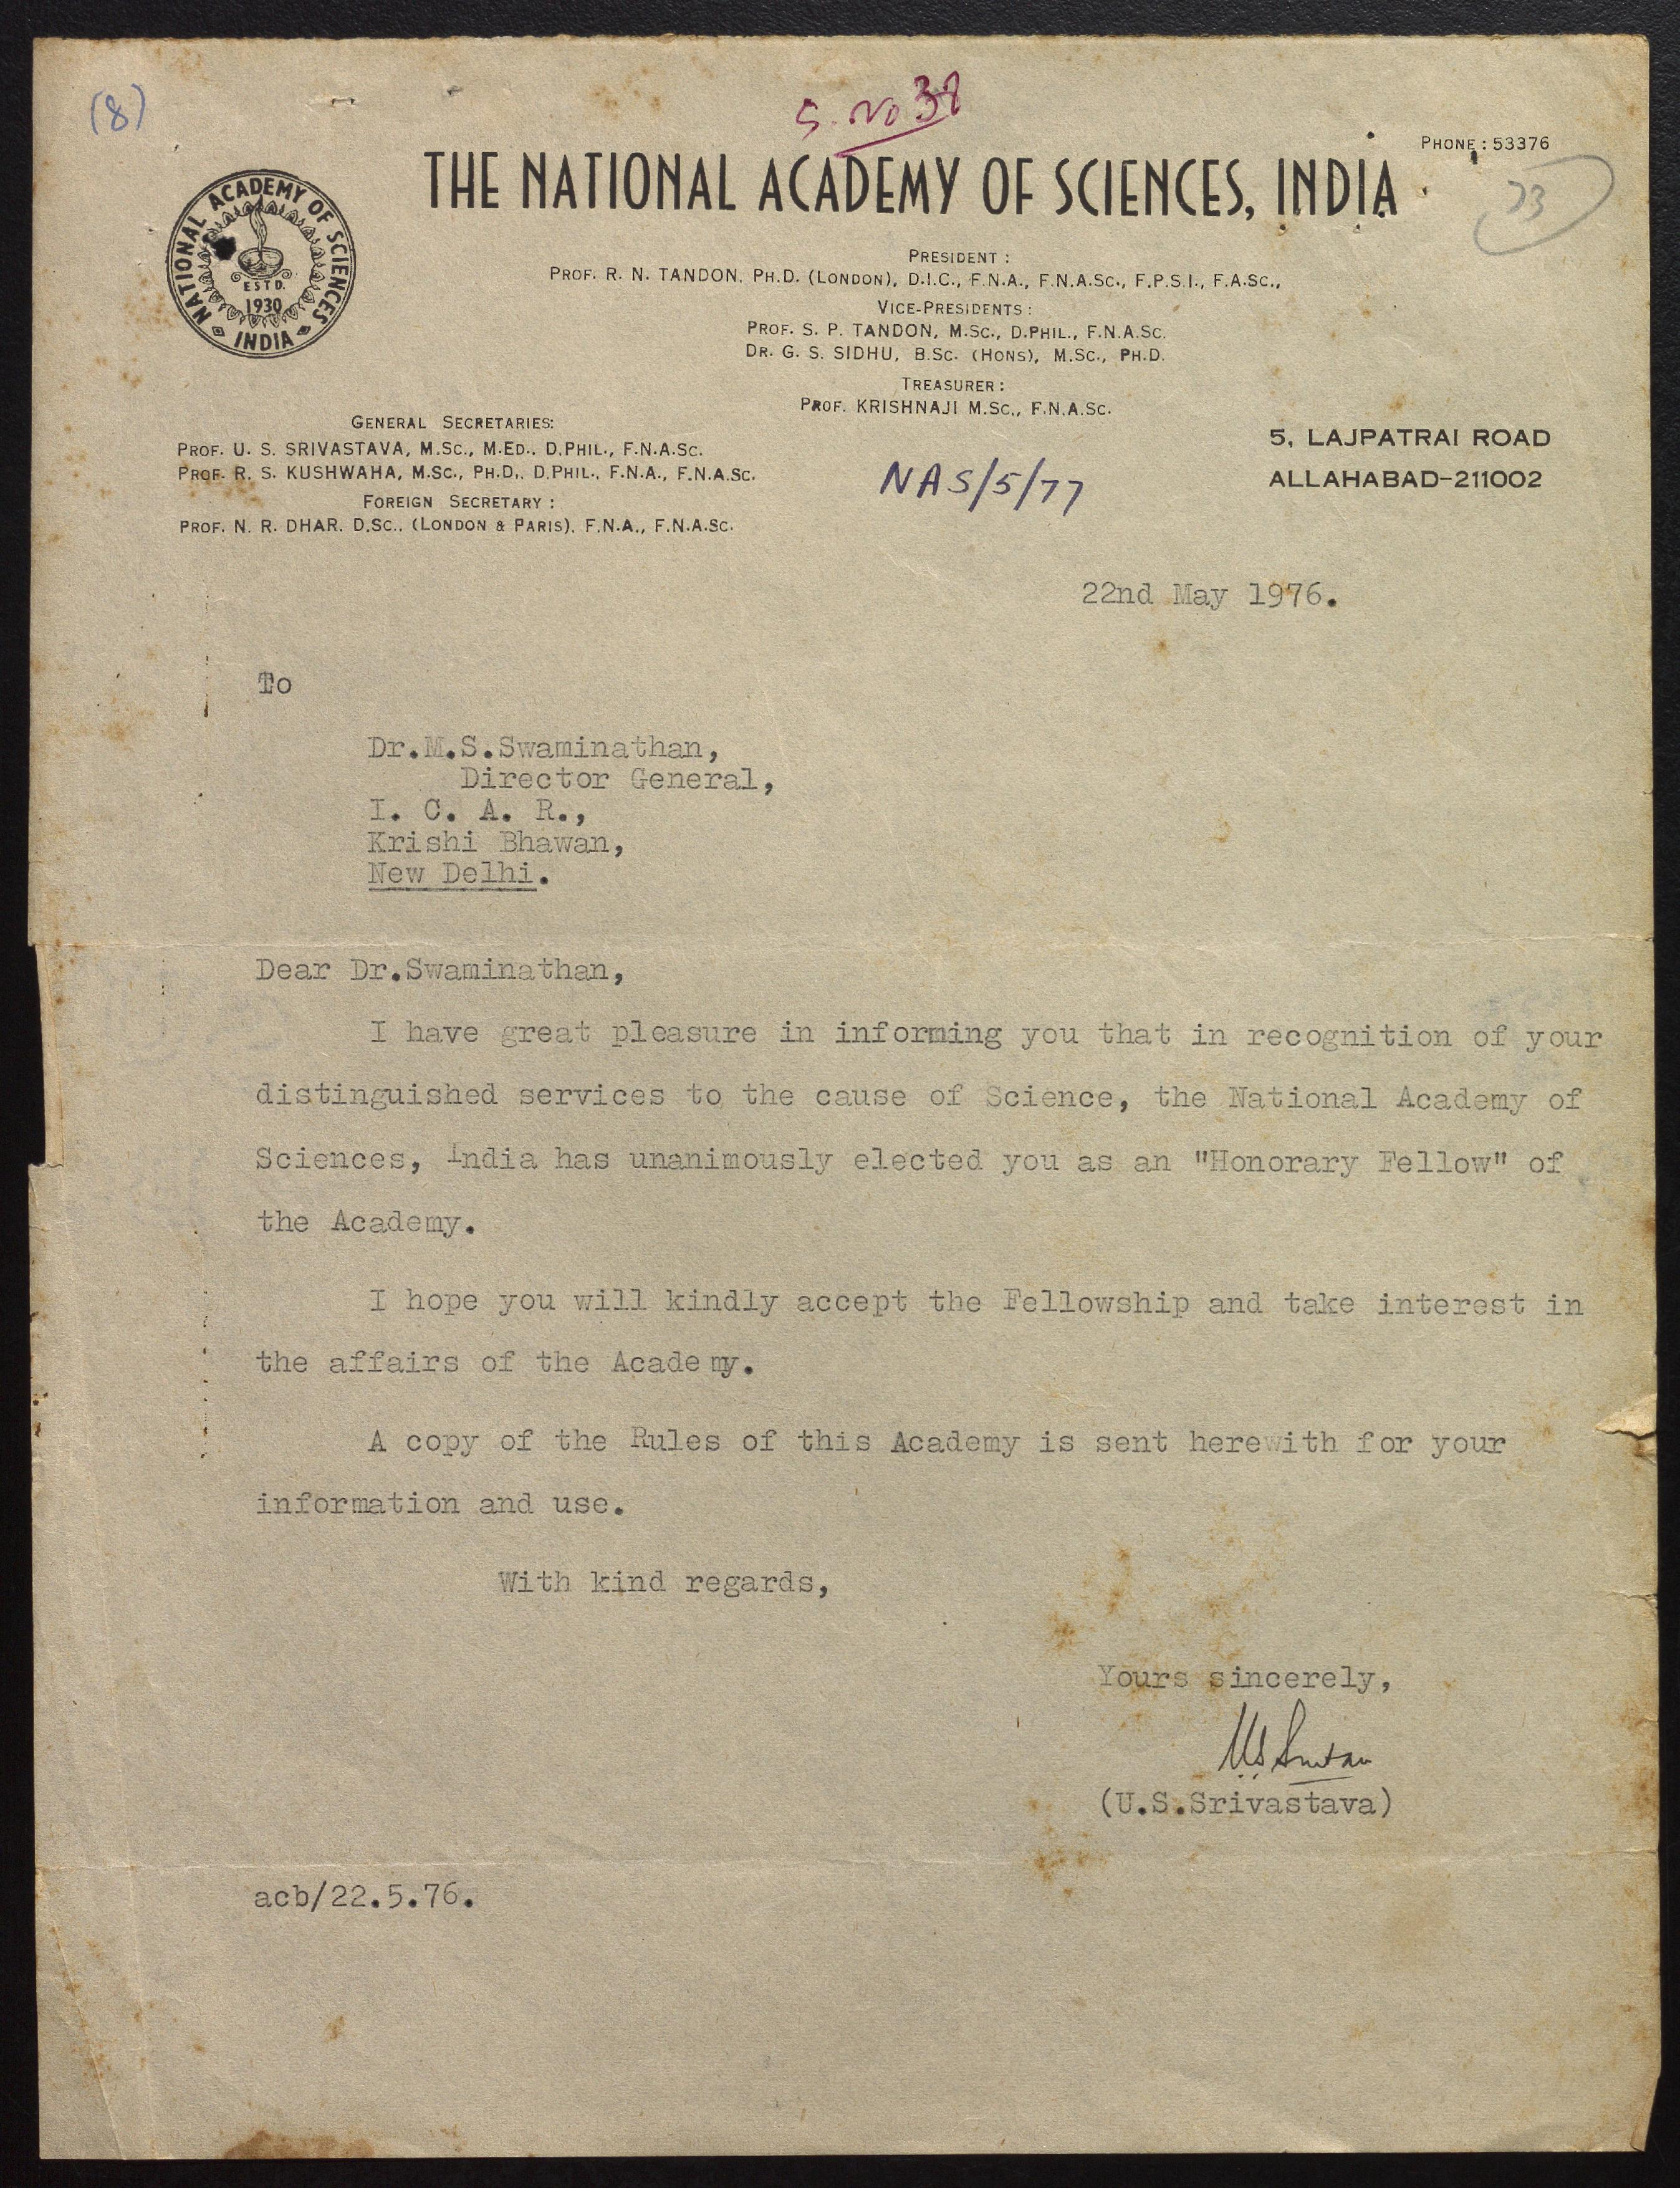 (8)
S. No 38
PHONE : 53376
THE NATIONAL ACADEMY OF SCIENCES, INDIA
NATIONAL ACADEMY OF SCIENCES
INDIA
ESTD.
1930
PRESIDENT :
PROF. R. N. TANDON, PH.D. (LONDON), D.I.C., F.N.A., F.N.A.SC., F.P.S.I., F.A.SC.,
VICE-PRESIDENTS :
PROF. S. P. TANDON, M.SC., D.PHIL., F.N.A.SC.
DR. G. S. SIDHU, B.SC. (HONS), M.SC., PH.D.
TREASURER :
PROF. KRISHNAJI M.SC., F.N.A.SC.
GENERAL SECRETARIES:
PROF. U. S. SRIVASTAVA, M.SC., M.ED., D.PHIL., F.N.A.SC.
PROF. R. S. KUSHWAHA, M.SC., PH.D., D.PHIL., F.N.A., F.N.A.SC.
FOREIGN SECRETARY :
PROF. N. R. DHAR. D.SC., (LONDON & PARIS), F.N.A., F.N.A.SC.
NAS/5/77
5, LAJPATRAI ROAD
ALLAHABAD-211002
22nd May 1976.
To
Dr.M.S.Swaminathan,
Director General,
I. C. A. R.,
Krishi Bhawan,
New Delhi.
Dear Dr.Swaminathan,
I have great pleasure in informing you that in recognition of your
distinguished services to the cause of Science, the National Academy of
Sciences, India has unanimously elected you as an "Honorary Fellow" of
the Academy.
I hope you will kindly accept the Fellowship and take interest in
the affairs of the Academy.
A copy of the Rules of this Academy is sent herewith for your
information and use.
With kind regards,
Yours sincerely,
(U.S.Srivastava)
acb/22.5.76.